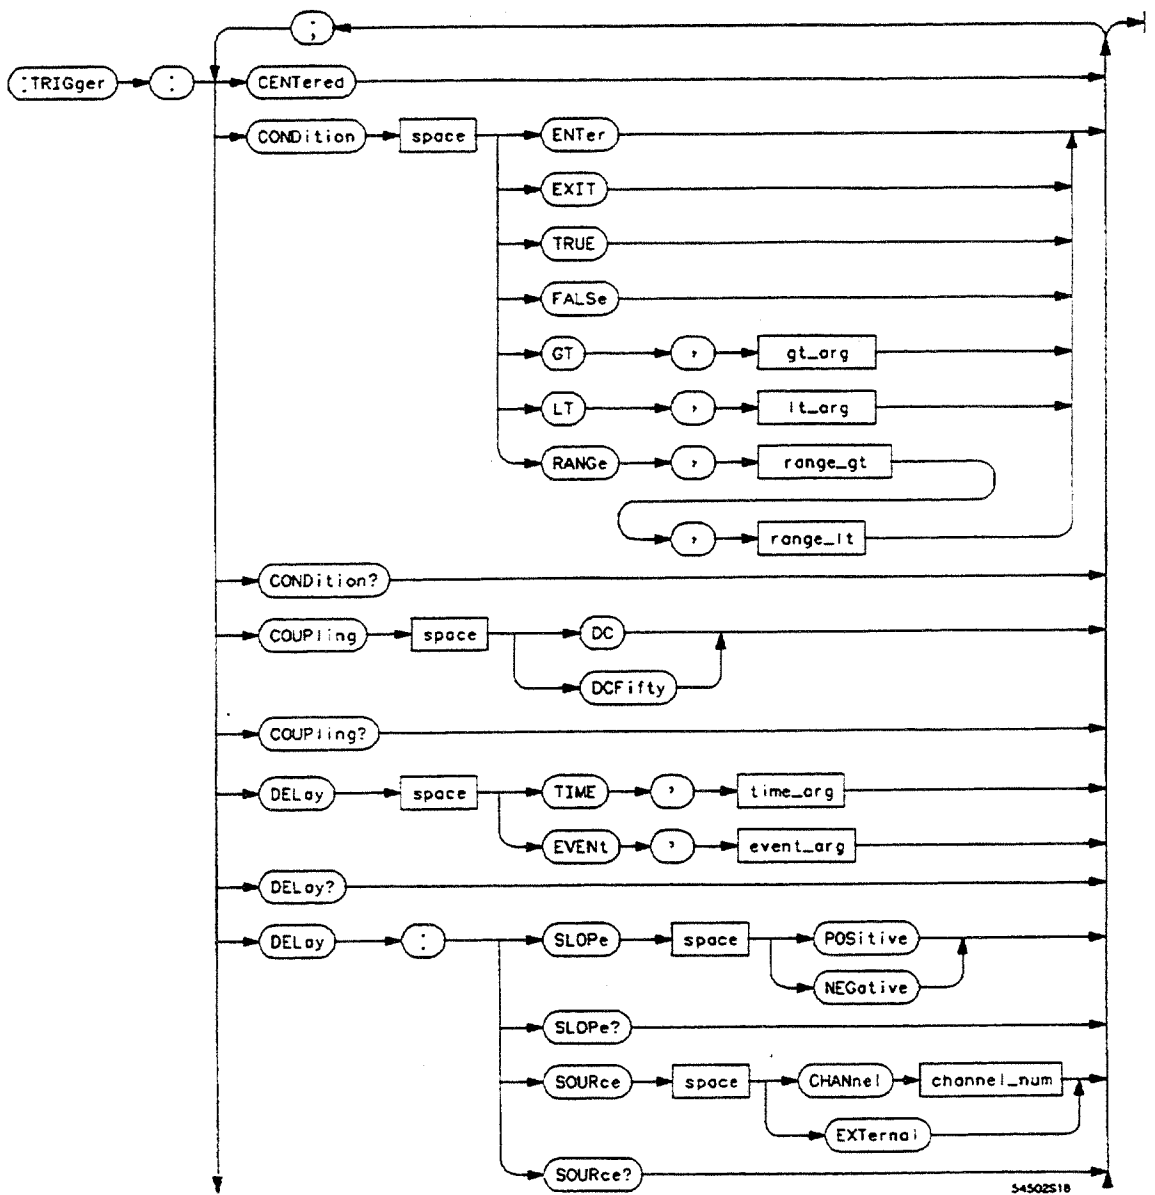 ;
:TRIGger : CENTered
CONDition space ENTer
EXIT
TRUE
FALSe
GT , gt_arg
LT , lt_arg
RANGe , range_gt
, range_lt
CONDition?
COUPling space DC
DCFifty
COUPling?
DELay space TIME , time_arg
EVENt , event_arg
DELay?
DELay : SLOPe space POSitive
NEGative
SLOPe?
SOURce space CHANnel channel_num
EXTernal
SOURce?
54502S18